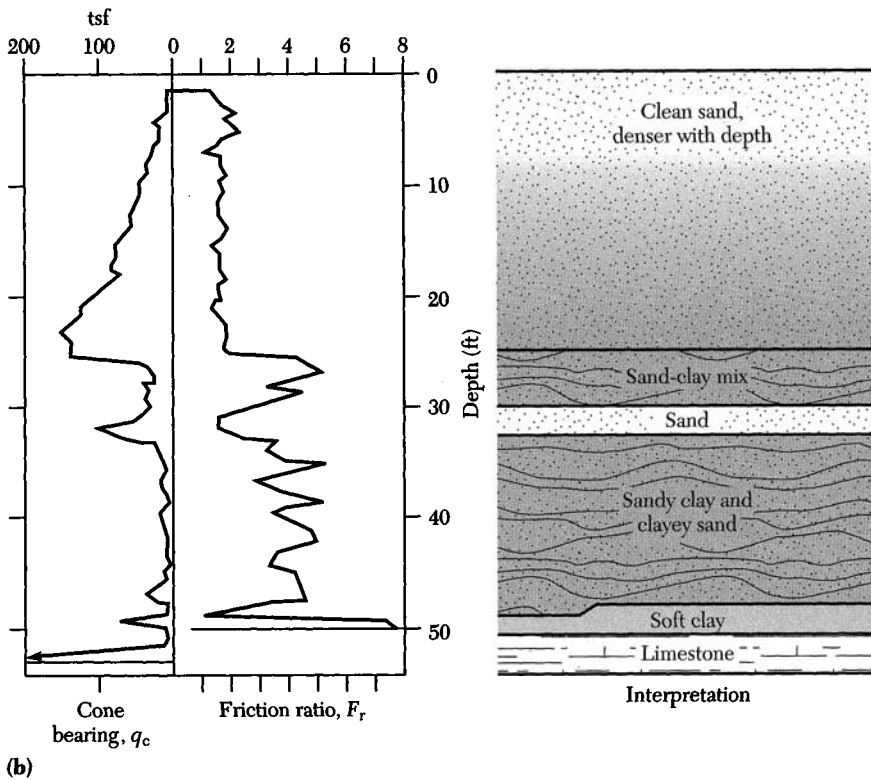 tsf
200 100 0 2 4 6 8
0
10
20
30
40
50
Depth (ft)
Cone
bearing, qc
Friction ratio, Fr
Clean sand,
denser with depth
Sand-clay mix
Sand
Sandy clay and
clayey sand
Soft clay
Limestone
Interpretation
(b)